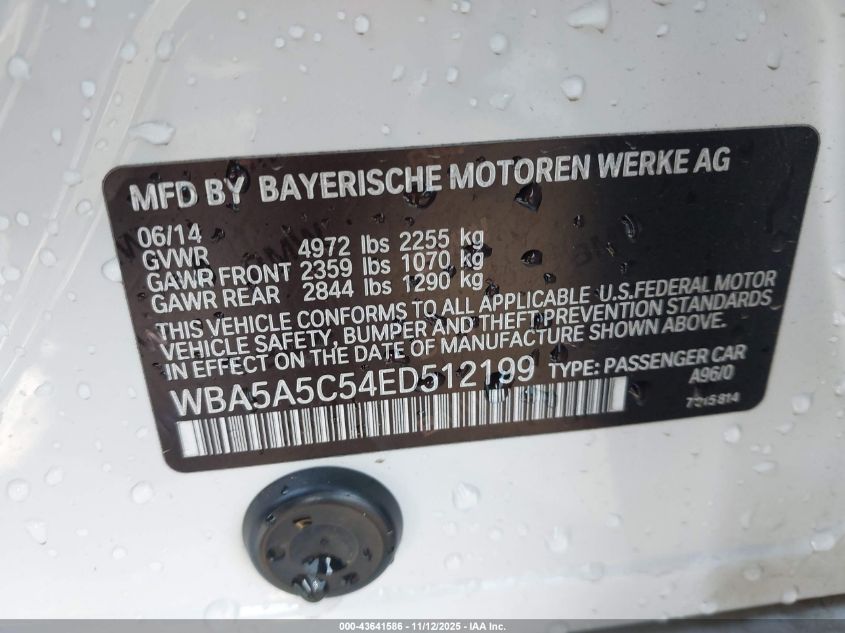 MFD BY BAYERISCHE MOTOREN WERKE AG
06/14
GVWR 4972 lbs 2255 kg
GAWR FRONT 2359 lbs 1070 kg
GAWR REAR 2844 lbs 1290 kg
THIS VEHICLE CONFORMS TO ALL APPLICABLE U.S.FEDERAL MOTOR
VEHICLE SAFETY, BUMPER AND THEFT PREVENTION STANDARDS
IN EFFECT ON THE DATE OF MANUFACTURE SHOWN ABOVE.
WBA5A5C54ED512199 TYPE: PASSENGER CAR
A96/0
000-43641586 - 11/12/2025 - IAA Inc.